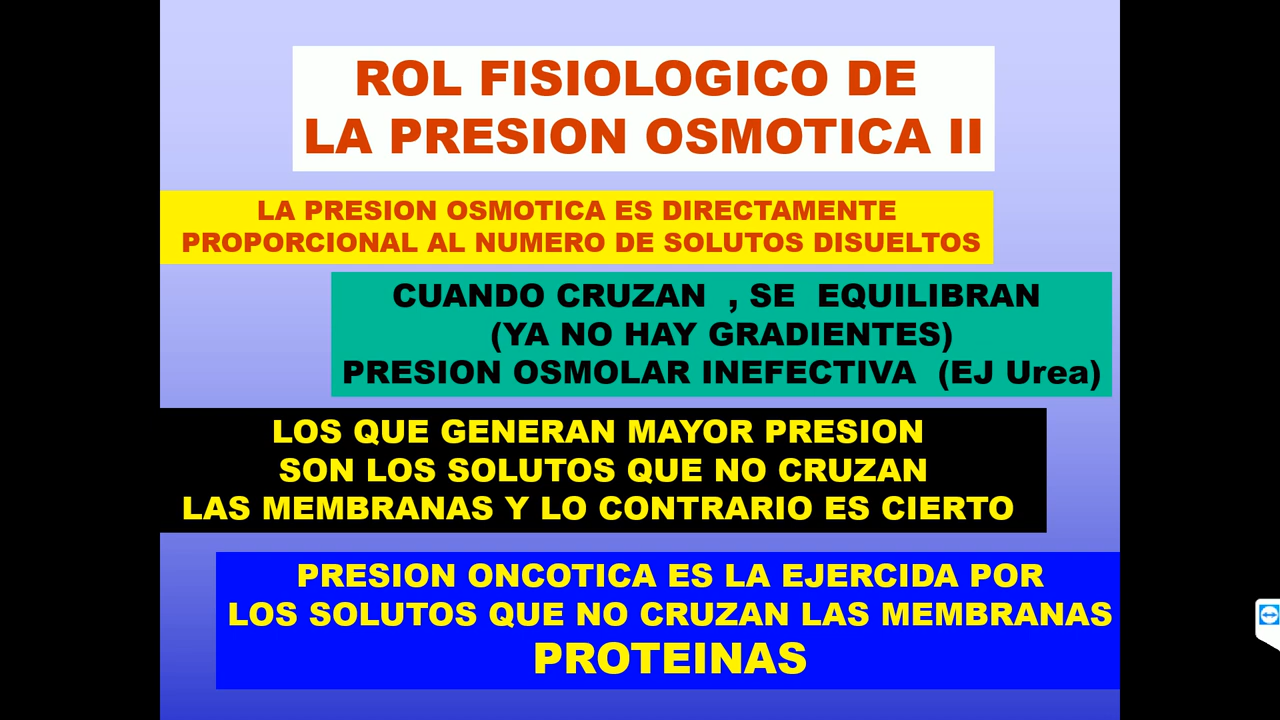 ROL FISIOLOGICO DE
LA PRESION OSMOTICA II
LA PRESION OSMOTICA ES DIRECTAMENTE
PROPORCIONAL AL NUMERO DE SOLUTOS DISUELTOS
CUANDO CRUZAN , SE EQUILIBRAN
(YA NO HAY GRADIENTES)
PRESION OSMOLAR INEFECTIVA (EJ Urea)
LOS QUE GENERAN MAYOR PRESION
SON LOS SOLUTOS QUE NO CRUZAN
LAS MEMBRANAS Y LO CONTRARIO ES CIERTO
PRESION ONCOTICA ES LA EJERCIDA POR
LOS SOLUTOS QUE NO CRUZAN LAS MEMBRANAS
PROTEINAS